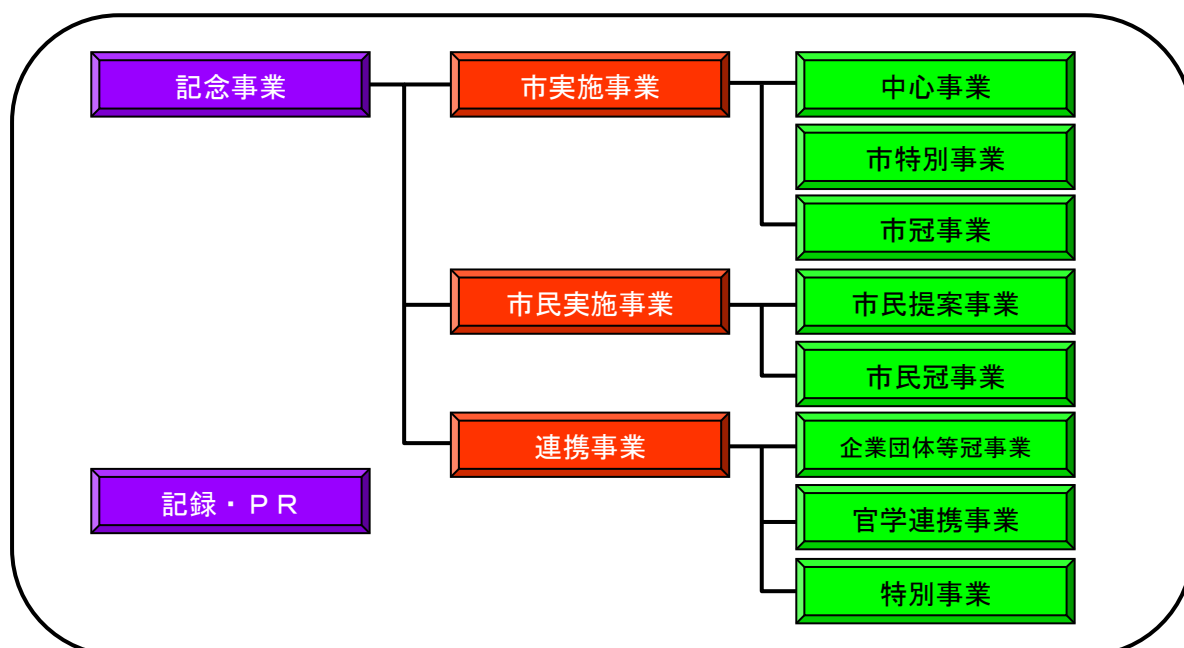 記念事業
市実施事業
中心事業
市特別事業
市冠事業
市民実施事業
市民提案事業
市民冠事業
連携事業
企業団体等冠事業
記録・ＰＲ
官学連携事業
特別事業